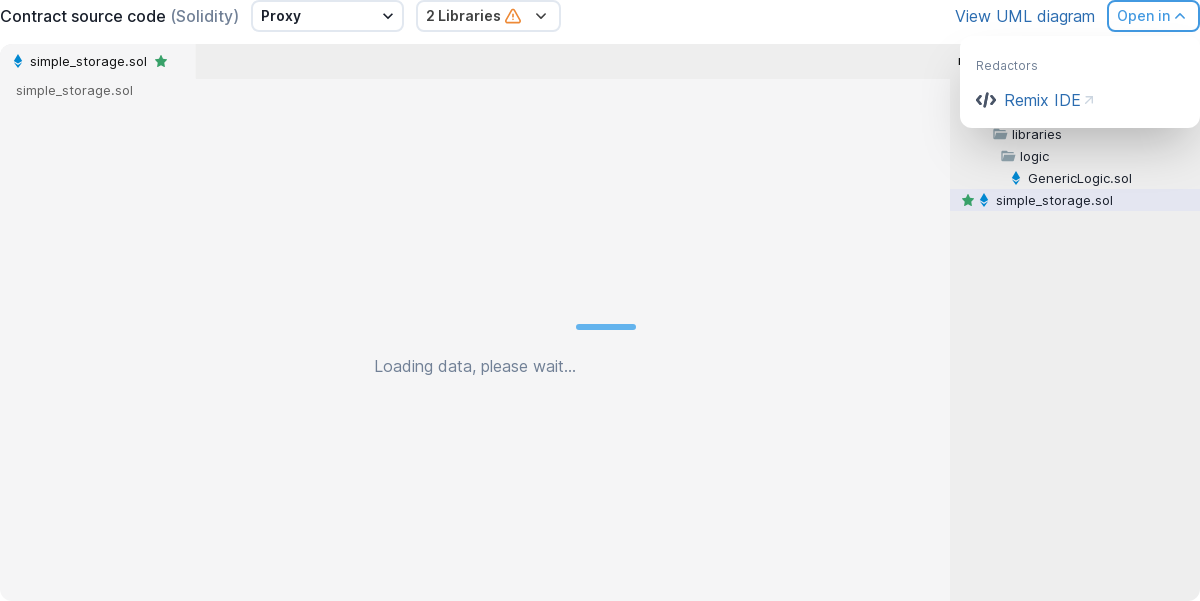 Contract source code (Solidity)
Proxy
2 Libraries
View UML diagram
Open in
simple_storage.sol
simple_storage.sol
Redactors
Remix IDE
libraries
logic
GenericLogic.sol
simple_storage.sol
Loading data, please wait...